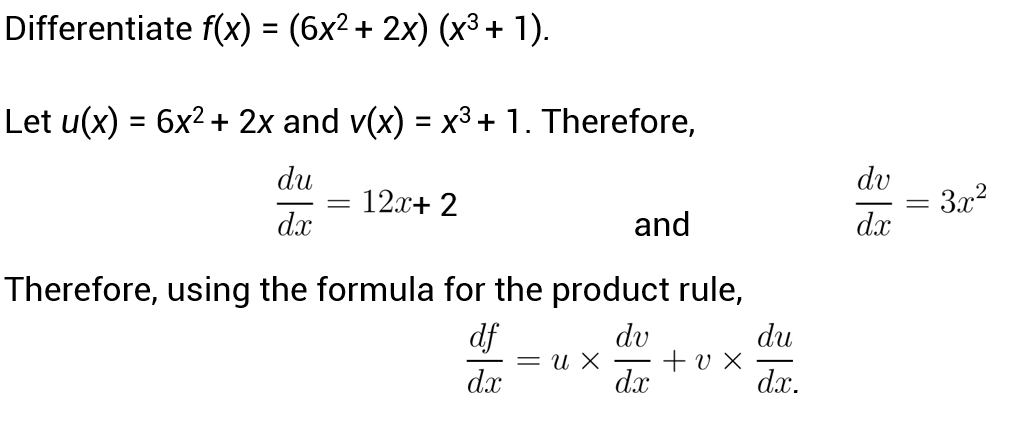 Differentiate f(x) = (6x² + 2x) (x³ + 1).
Let u(x) = 6x² + 2x and v(x) = x³ + 1. Therefore,
du/dx = 12x+ 2 and dv/dx = 3x²
Therefore, using the formula for the product rule,
df/dx = u × dv/dx + v × du/dx.